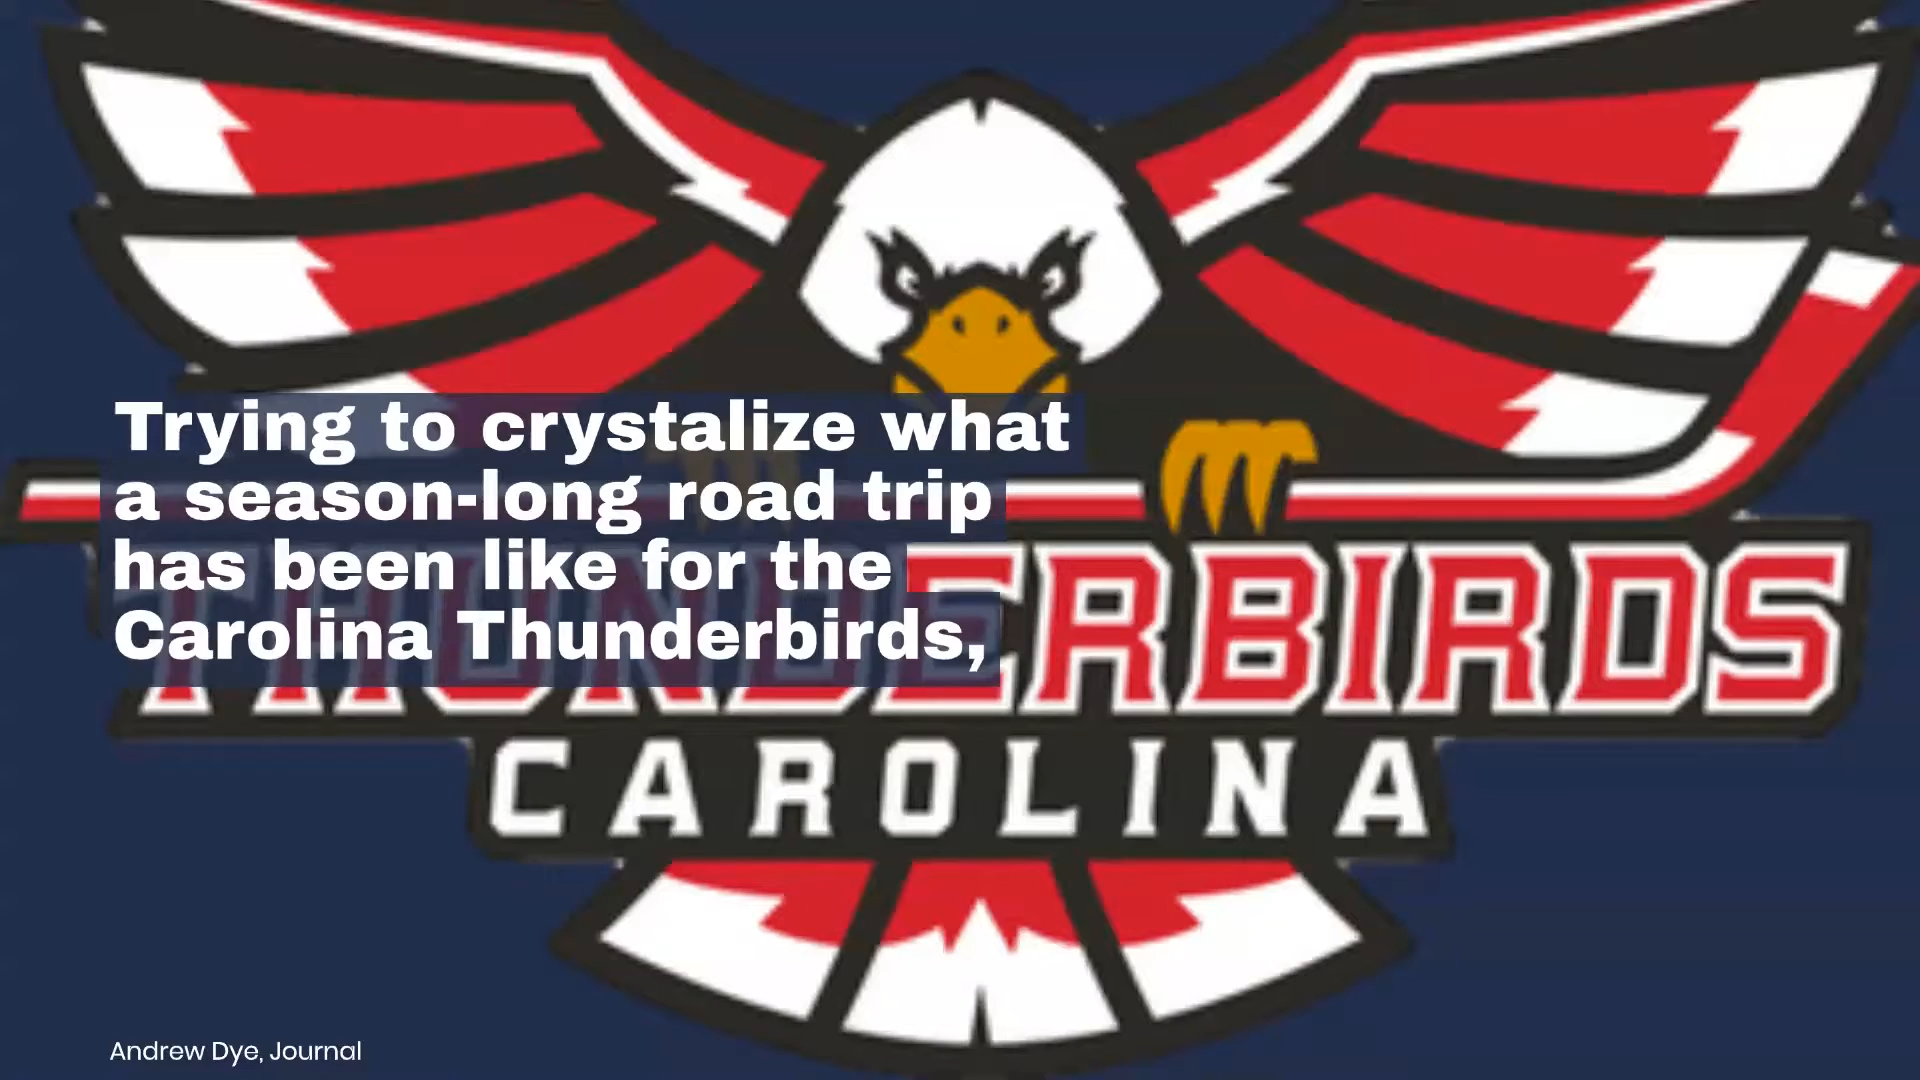 Trying to crystalize what
a season-long road trip
has been like for the
Carolina Thunderbirds,
THUNDERBIRDS
CAROLINA
Andrew Dye, Journal